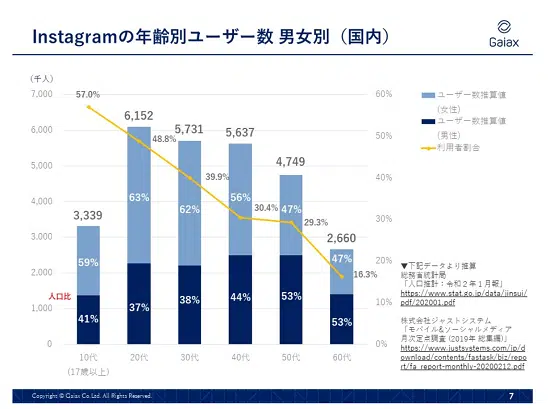 Instagramの年齢別ユーザー数 男女別（国内）
Gaiax
（千人）
7,000
6,000
5,000
4,000
3,000
2,000
1,000
0
57.0%
6,152
48.8%
5,731
5,637
39.9%
4,749
3,339
30.4%
29.3%
2,660
16.3%
63%
62%
56%
47%
59%
47%
人口比
41%
37%
38%
44%
53%
53%
10代
（17歳以上）
20代
30代
40代
50代
60代
60%
50%
40%
30%
20%
10%
0%
ユーザー数推算値
（女性）
ユーザー数推算値
（男性）
利用者割合
▼下記データより推算
総務省統計局
「人口推計：令和２年１月報」
https://www.stat.go.jp/data/jinsui/
pdf/202001.pdf
株式会社ジャストシステム
「モバイル&ソーシャルメディア
月次定点調査 (2019年 総集編)」
https://www.justsystems.com/jp/d
ownload/contents/fastask/biz/repo
rt/fa_report-monthly-20200212.pdf
Copyright © Gaiax Co.Ltd. All Rights Reserved.
7